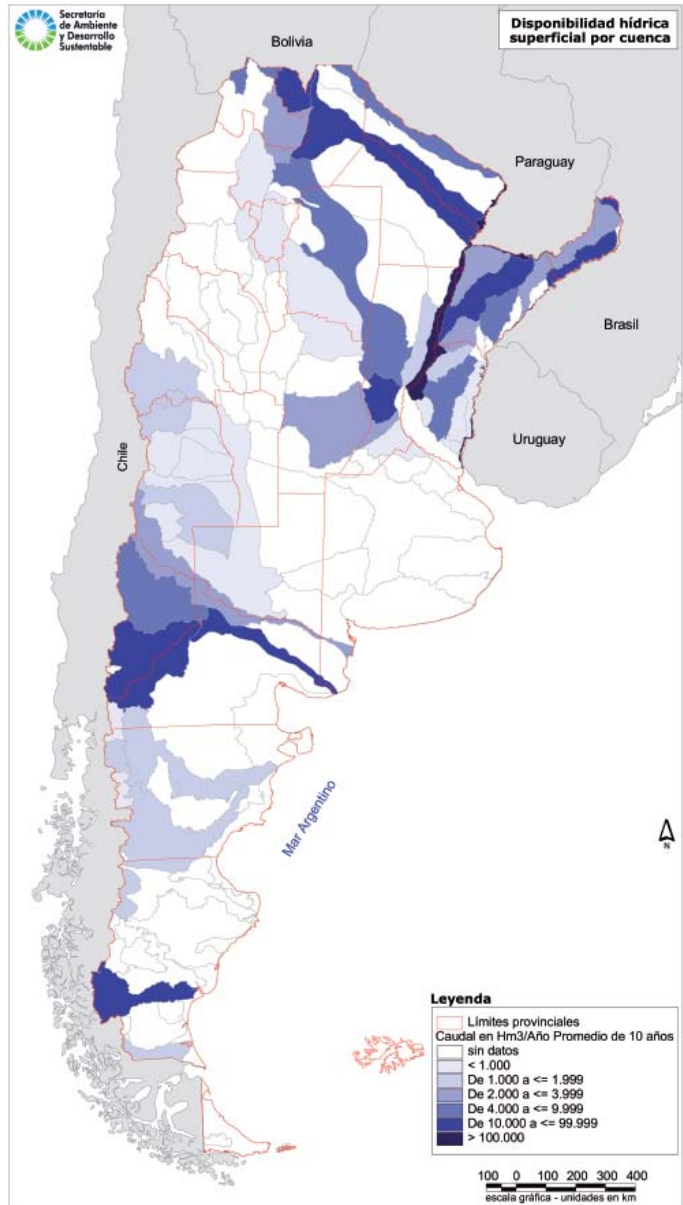 Secretaría
de Ambiente
y Desarrollo
Sustentable
Disponibilidad hídrica
superficial por cuenca
Bolivia
Paraguay
Brasil
Uruguay
Chile
Mar Argentino
N
Leyenda
Límites provinciales
Caudal en Hm3/Año Promedio de 10 años
sin datos
< 1.000
De 1.000 a <= 1.999
De 2.000 a <= 3.999
De 4.000 a <= 9.999
De 10.000 a <= 99.999
> 100.000
100 0 100 200 300 400
escala gráfica - unidades en km